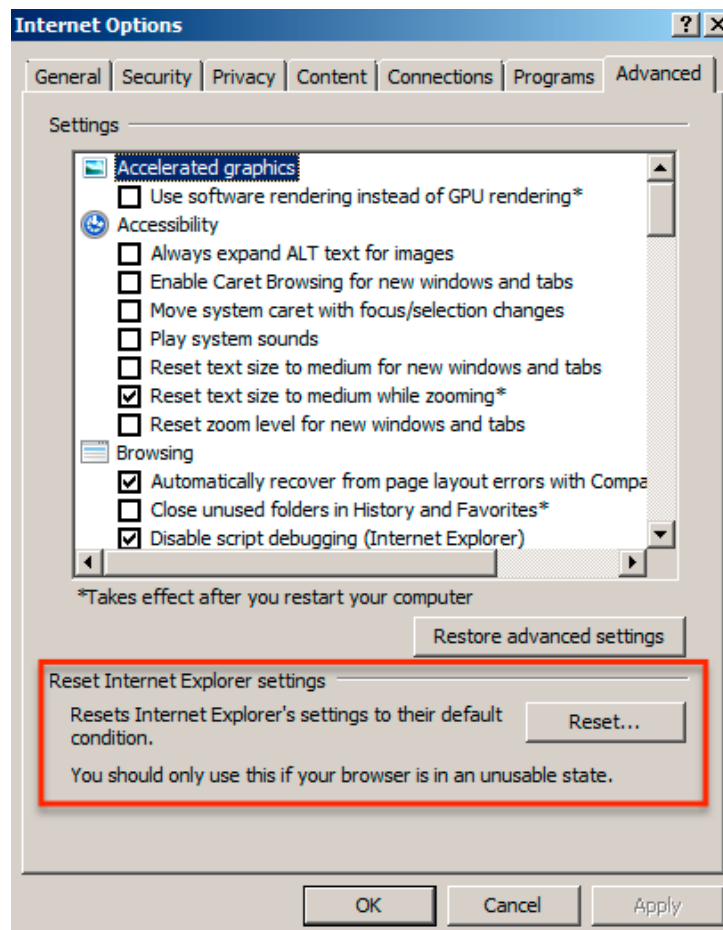 Internet Options
General Security Privacy Content Connections Programs Advanced
Settings
Accelerated graphics
Use software rendering instead of GPU rendering*
Accessibility
Always expand ALT text for images
Enable Caret Browsing for new windows and tabs
Move system caret with focus/selection changes
Play system sounds
Reset text size to medium for new windows and tabs
Reset text size to medium while zooming*
Reset zoom level for new windows and tabs
Browsing
Automatically recover from page layout errors with Compa
Close unused folders in History and Favorites*
Disable script debugging (Internet Explorer)
*Takes effect after you restart your computer
Restore advanced settings
Reset Internet Explorer settings
Resets Internet Explorer's settings to their default
condition.
Reset...
You should only use this if your browser is in an unusable state.
OK Cancel Apply